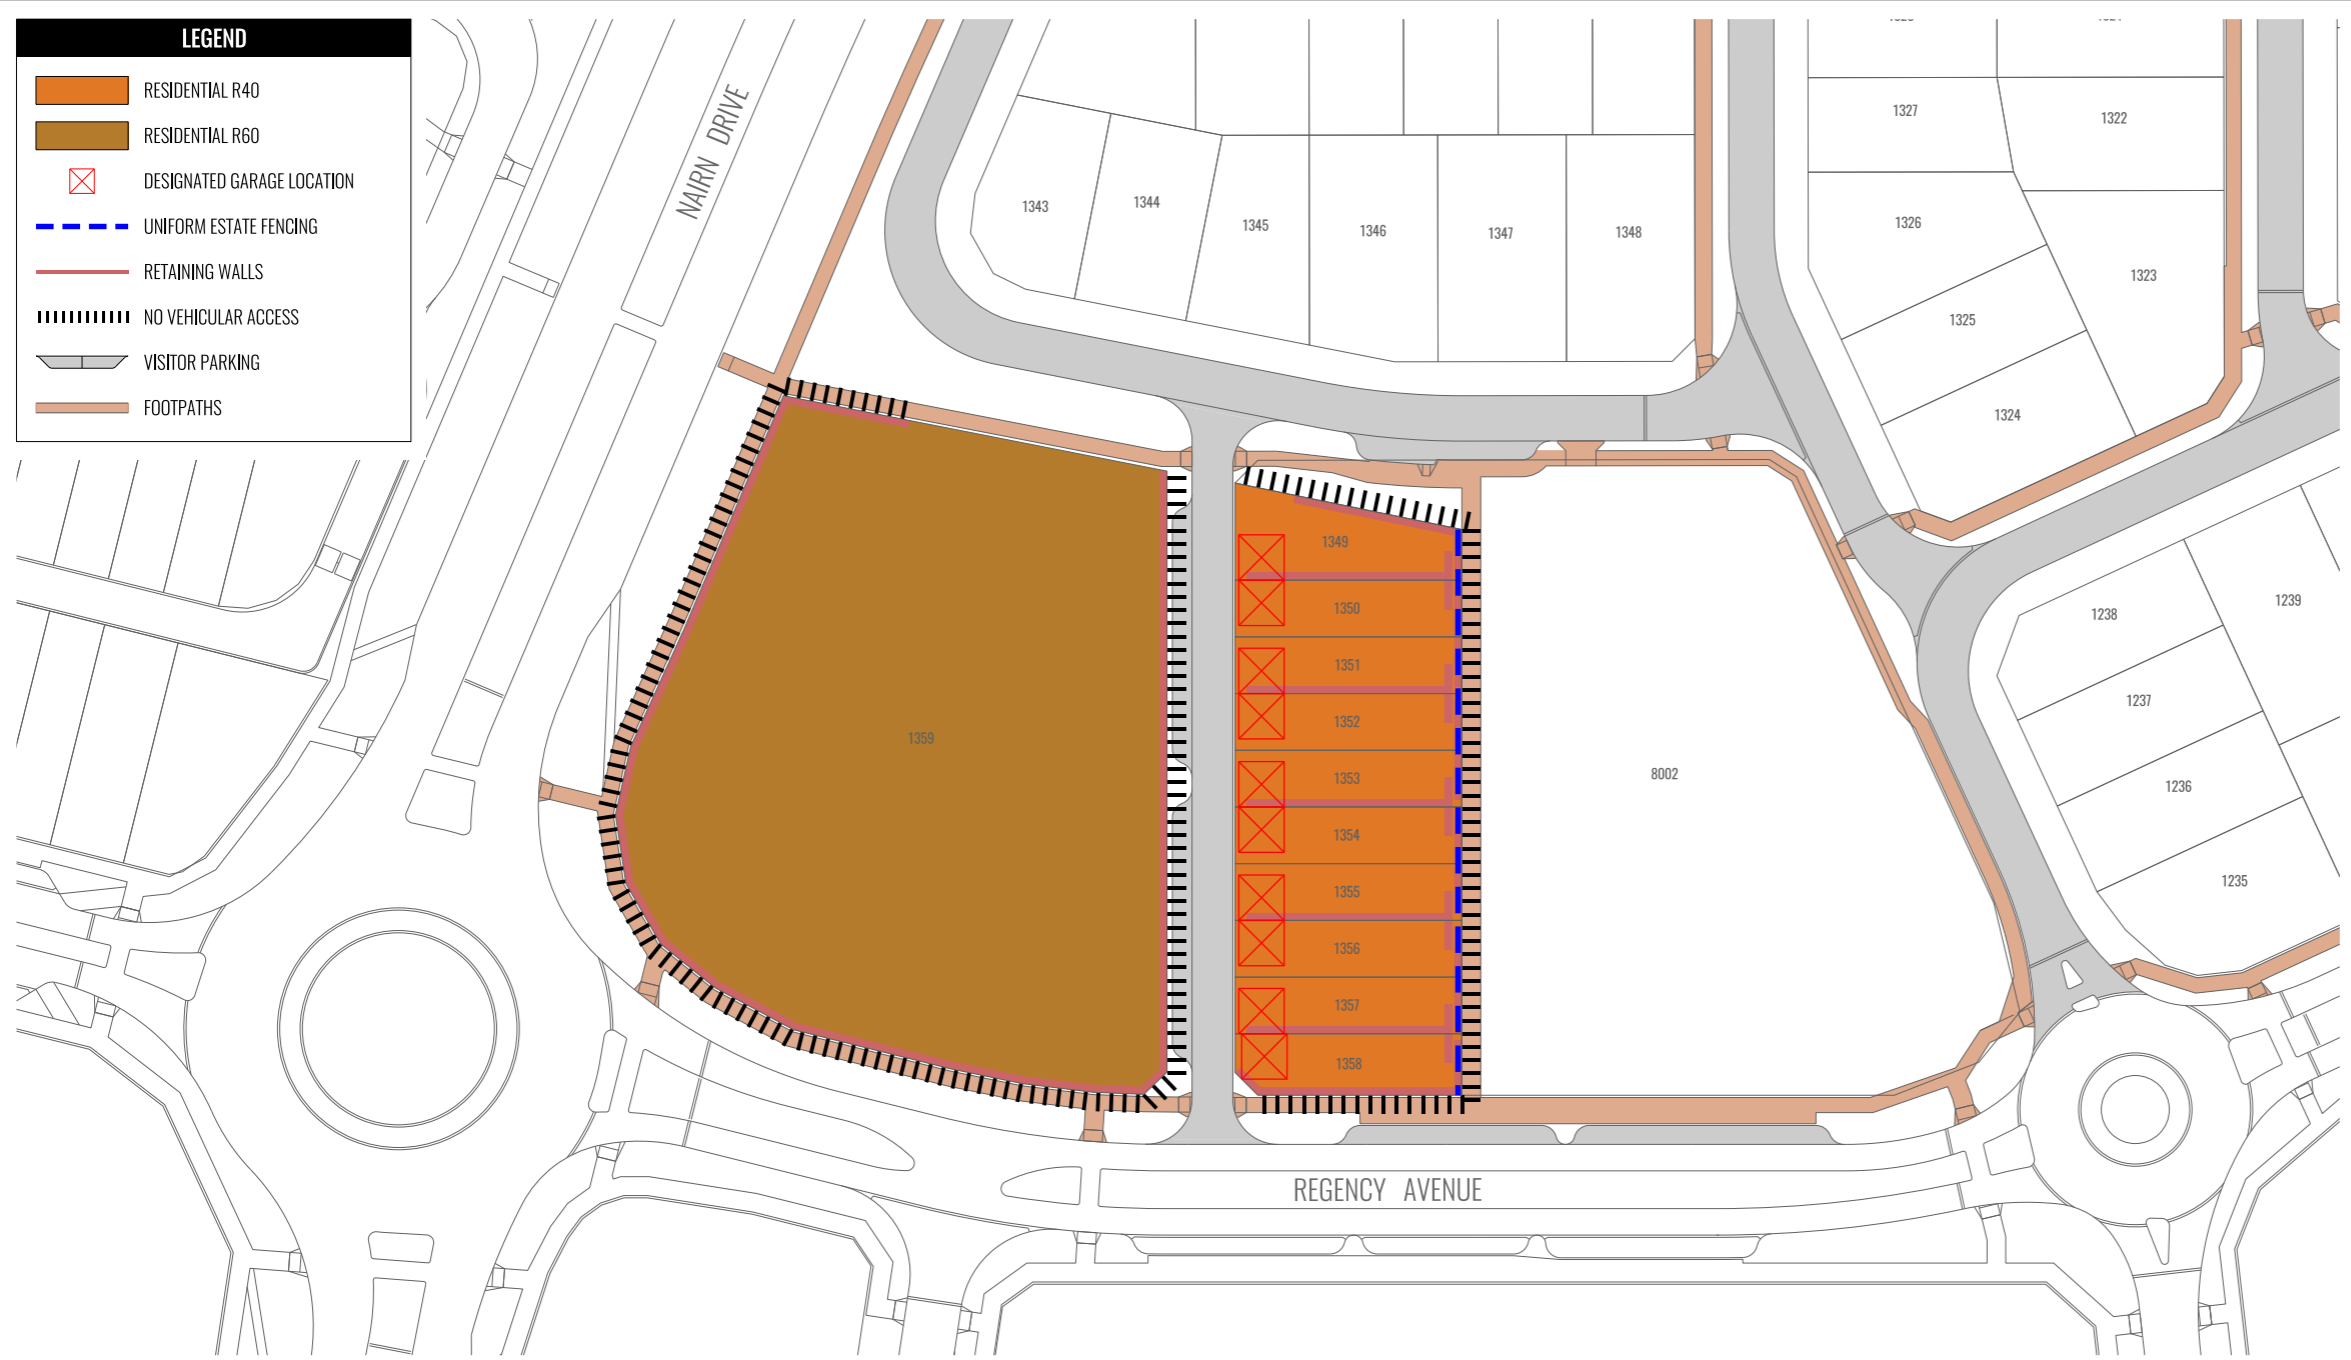 LEGEND
RESIDENTIAL R40
RESIDENTIAL R60
DESIGNATED GARAGE LOCATION
UNIFORM ESTATE FENCING
RETAINING WALLS
NO VEHICULAR ACCESS
VISITOR PARKING
FOOTPATHS
NAIRN DRIVE
1343
1344
1345
1346
1347
1348
1327
1322
1326
1323
1325
1324
1349
1350
1351
1352
1353
1354
1355
1356
1357
1358
1359
8002
1238
1239
1237
1236
1235
REGENCY AVENUE